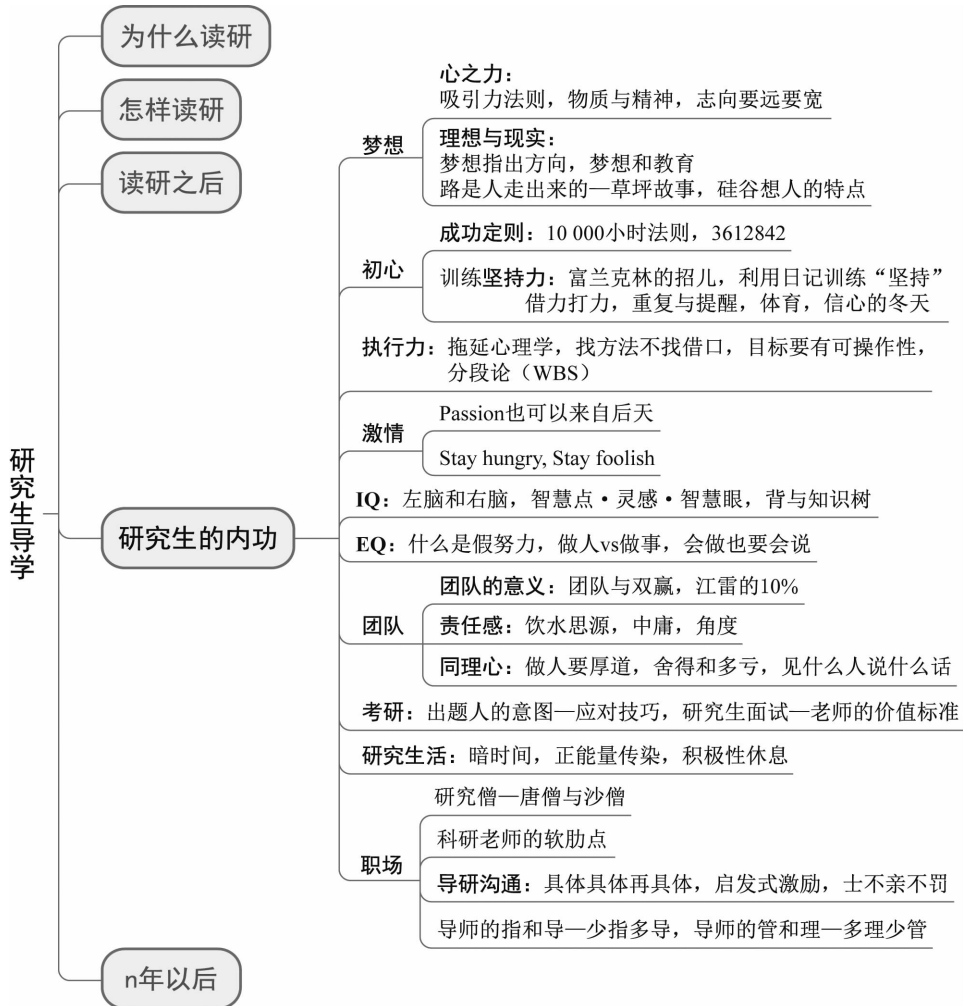 研究生导学
为什么读研
怎样读研
读研之后
研究生的内功
梦想
心之力：
吸引力法则，物质与精神，志向要远要宽
理想与现实：
梦想指出方向，梦想和教育
路是人走出来的—草坪故事，硅谷想人的特点
初心
成功定则：10 000小时法则，3612842
训练坚持力：富兰克林的招儿，利用日记训练“坚持”
借力打力，重复与提醒，体育，信心的冬天
执行力：拖延心理学，找方法不找借口，目标要有可操作性，
分段论（WBS）
激情
Passion也可以来自后天
Stay hungry, Stay foolish
IQ：左脑和右脑，智慧点·灵感·智慧眼，背与知识树
EQ：什么是假努力，做人vs做事，会做也要会说
团队
团队的意义：团队与双赢，江雷的10%
责任感：饮水思源，中庸，角度
同理心：做人要厚道，舍得和多亏，见什么人说什么话
考研：出题人的意图—应对技巧，研究生面试—老师的价值标准
研究生活：暗时间，正能量传染，积极性休息
职场
研究僧—唐僧与沙僧
科研老师的软肋点
导研沟通：具体具体再具体，启发式激励，士不亲不罚
导师的指和导—少指多导，导师的管和理—多理少管
n年以后